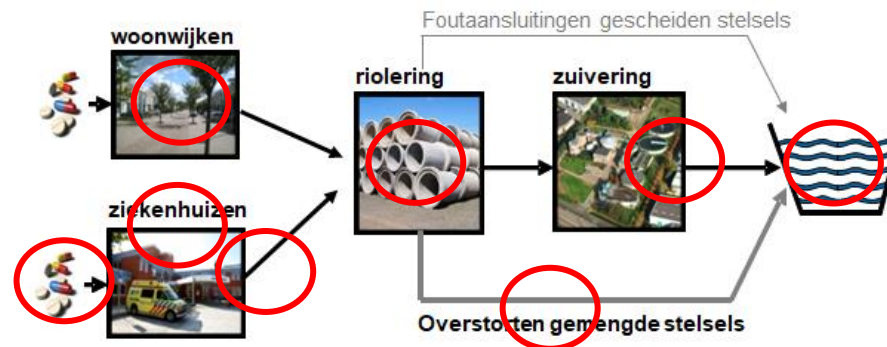 Foutaansluitingen gescheiden stelsels
woonwijken
riolering
zuivering
ziekenhuizen
Overstorten gemengde stelsels